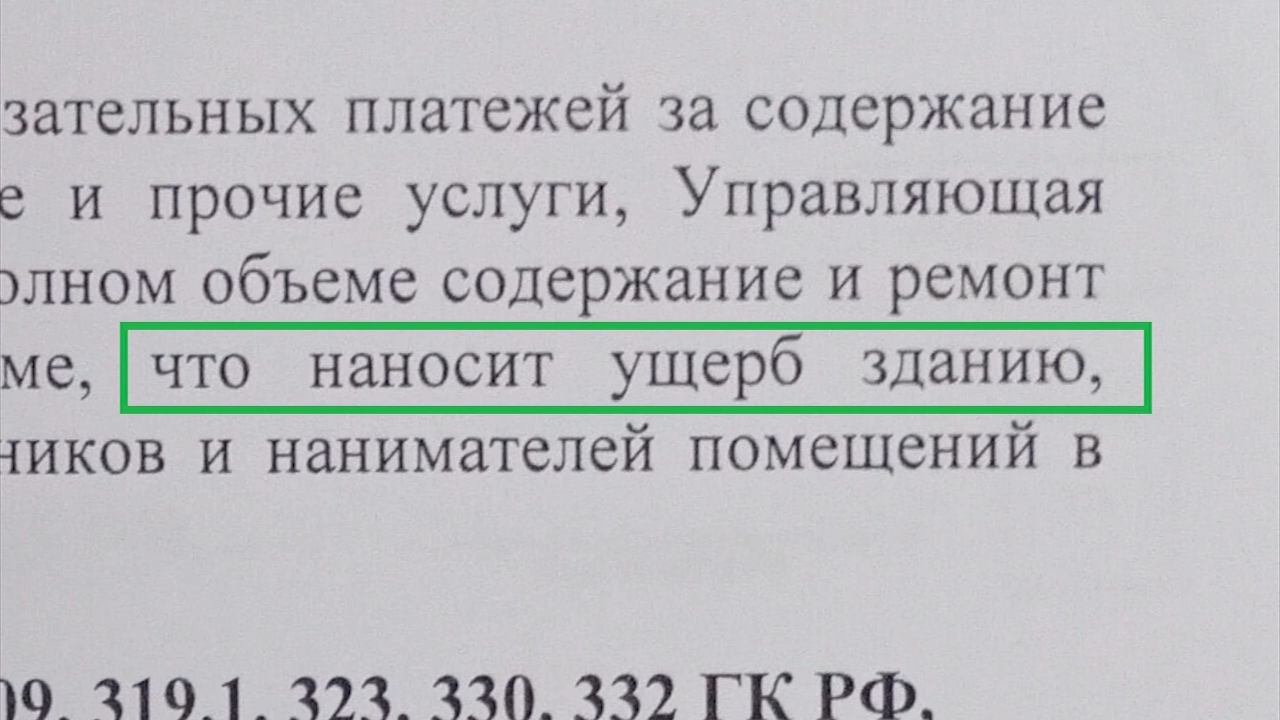 зательных платежей за содержание
е и прочие услуги, Управляющая
олном объеме содержание и ремонт
ме, что наносит ущерб зданию,
ников и нанимателей помещений в
09, 319.1, 323, 330, 332 ГК РФ,